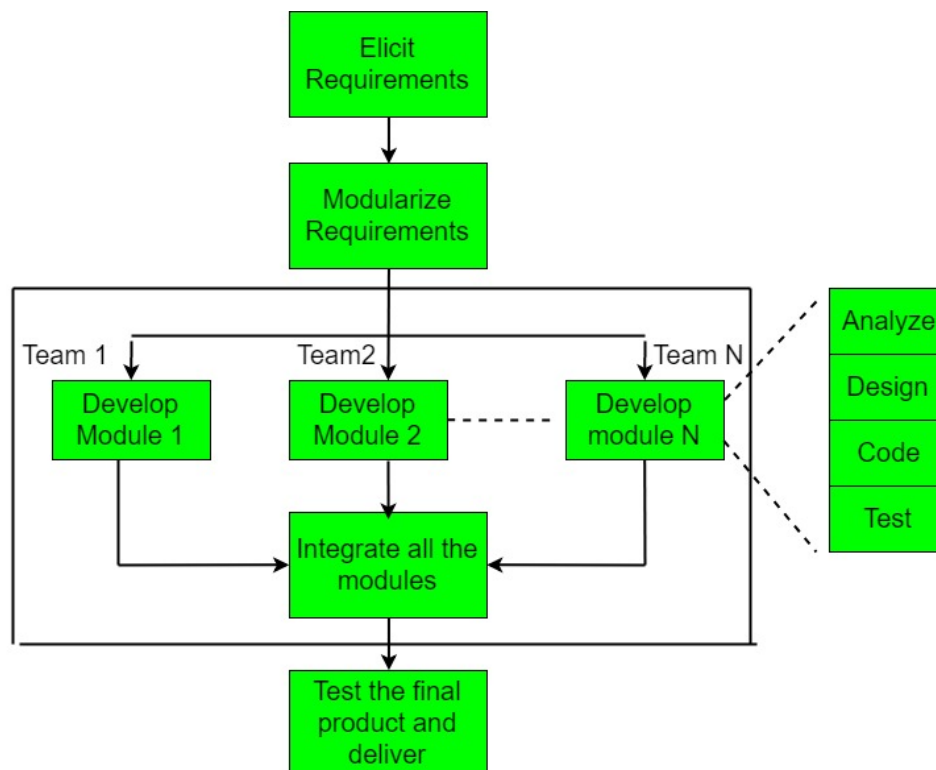 Elicit
Requirements
Modularize
Requirements
Team 1
Team2
Team N
Develop
Module 1
Develop
Module 2
Develop
module N
Analyze
Design
Code
Test
Integrate all the
modules
Test the final
product and
deliver